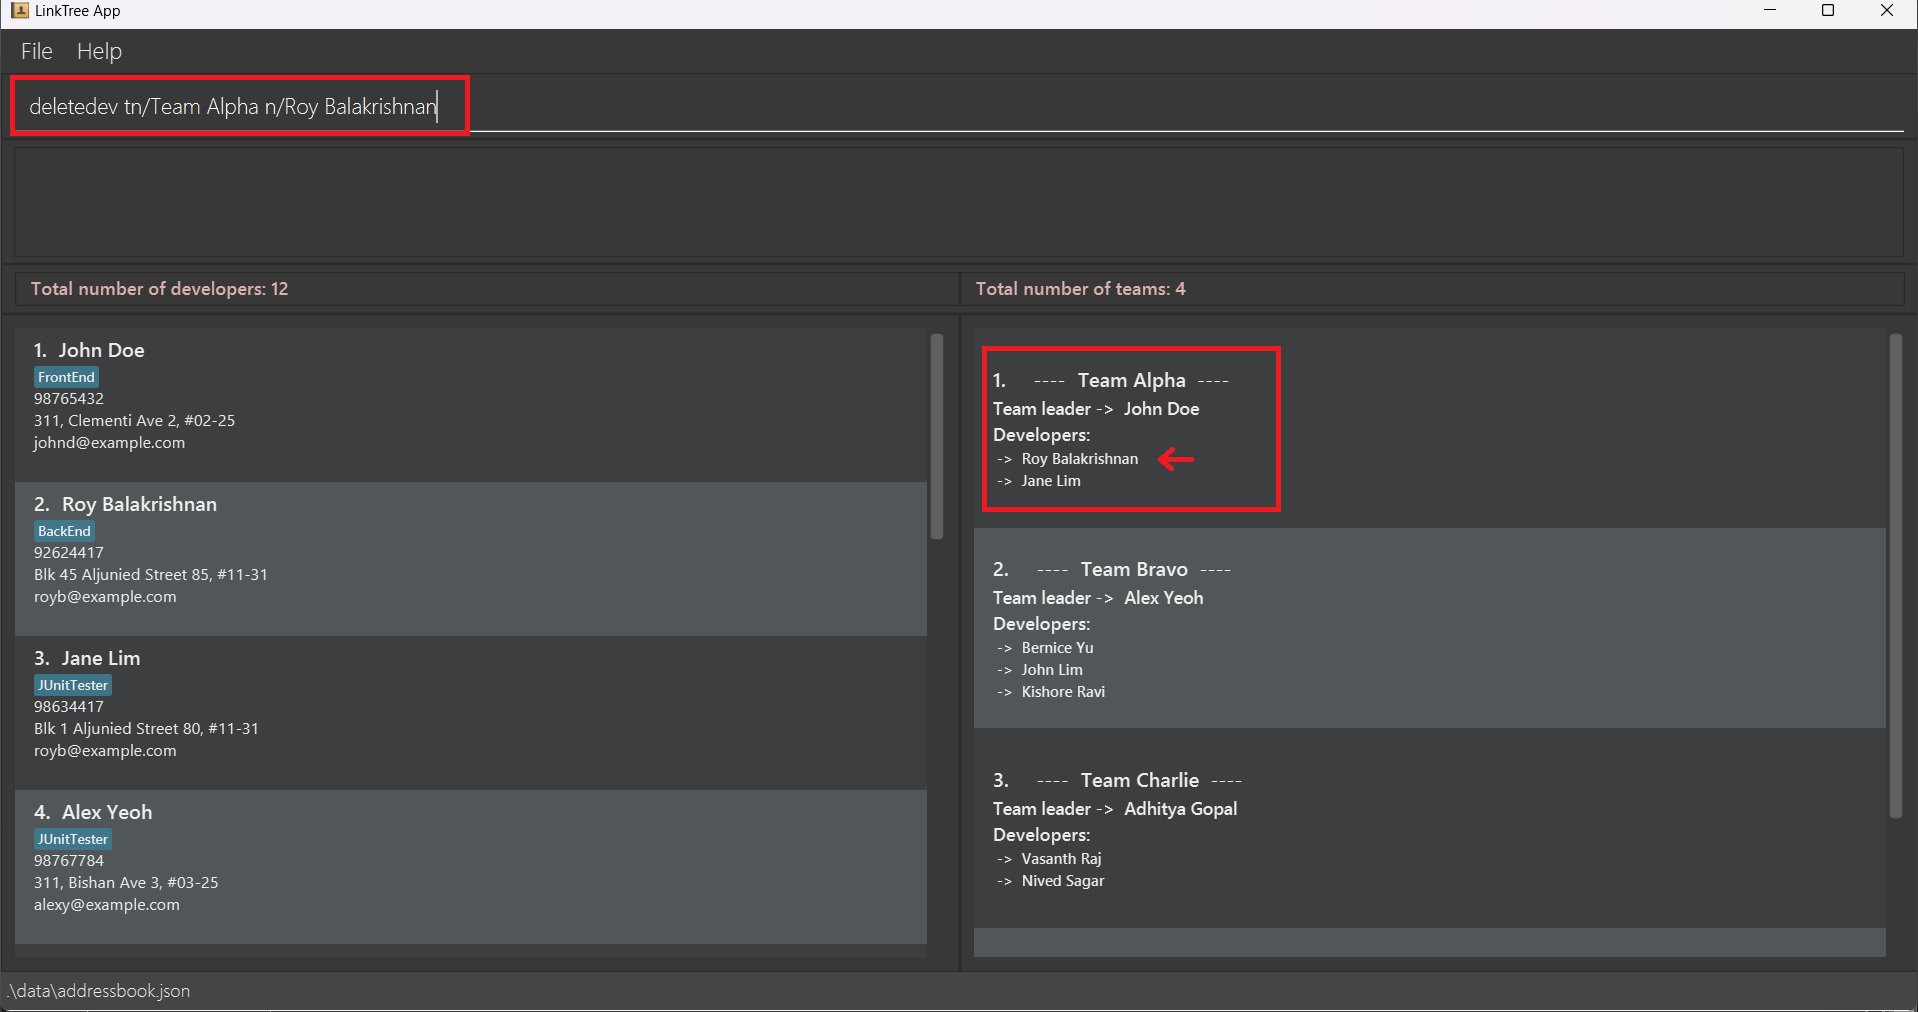 LinkTree App
File Help
deletedev tn/Team Alpha n/Roy Balakrishnan
Total number of developers: 12
Total number of teams: 4
1. John Doe
FrontEnd
98765432
311, Clementi Ave 2, #02-25
johnd@example.com
2. Roy Balakrishnan
BackEnd
92624417
Blk 45 Aljunied Street 85, #11-31
royb@example.com
3. Jane Lim
JUnitTester
98634417
Blk 1 Aljunied Street 80, #11-31
royb@example.com
4. Alex Yeoh
JUnitTester
98767784
311, Bishan Ave 3, #03-25
alexy@example.com
1. ---- Team Alpha ----
Team leader -> John Doe
Developers:
-> Roy Balakrishnan
-> Jane Lim
2. ---- Team Bravo ----
Team leader -> Alex Yeoh
Developers:
-> Bernice Yu
-> John Lim
-> Kishore Ravi
3. ---- Team Charlie ----
Team leader -> Adhitya Gopal
Developers:
-> Vasanth Raj
-> Nived Sagar
.\data\addressbook.json